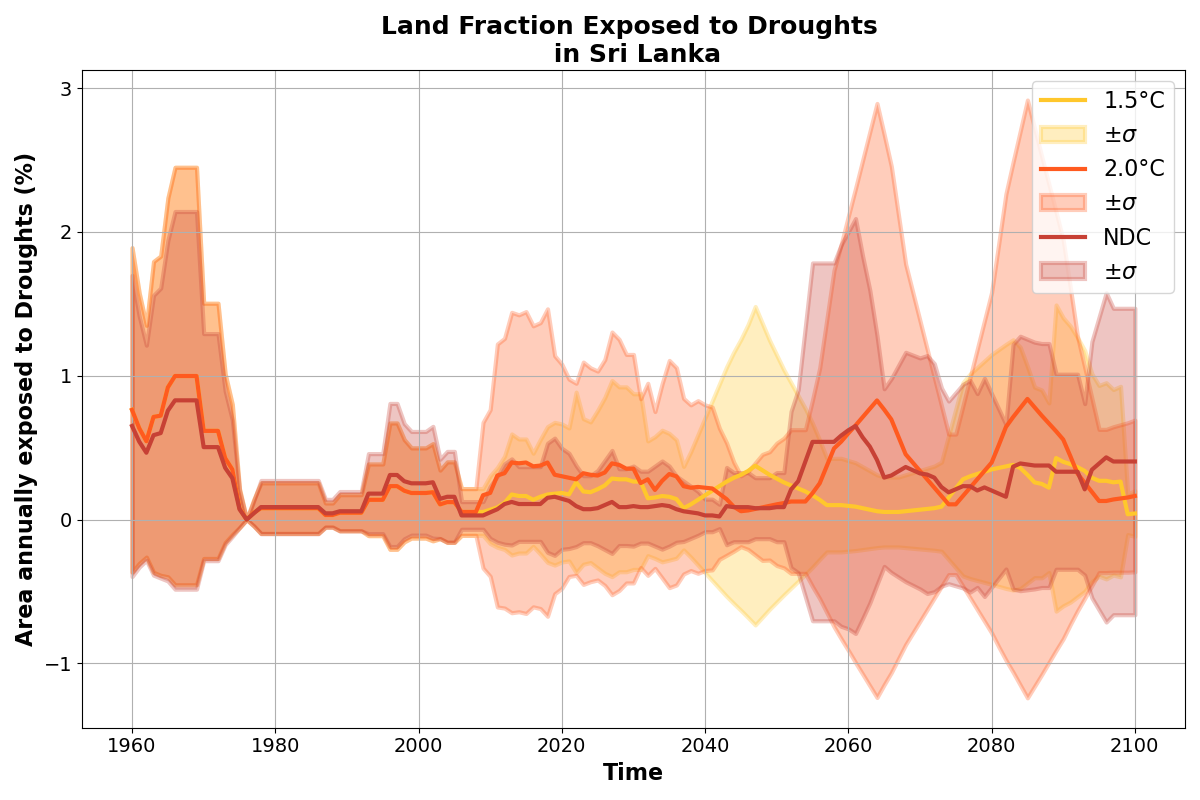 Land Fraction Exposed to Droughts
in Sri Lanka
Area annually exposed to Droughts (%)
3
2
1
0
−1
1960 1980 2000 2020 2040 2060 2080 2100
Time
1.5°C
±σ
2.0°C
±σ
NDC
±σ